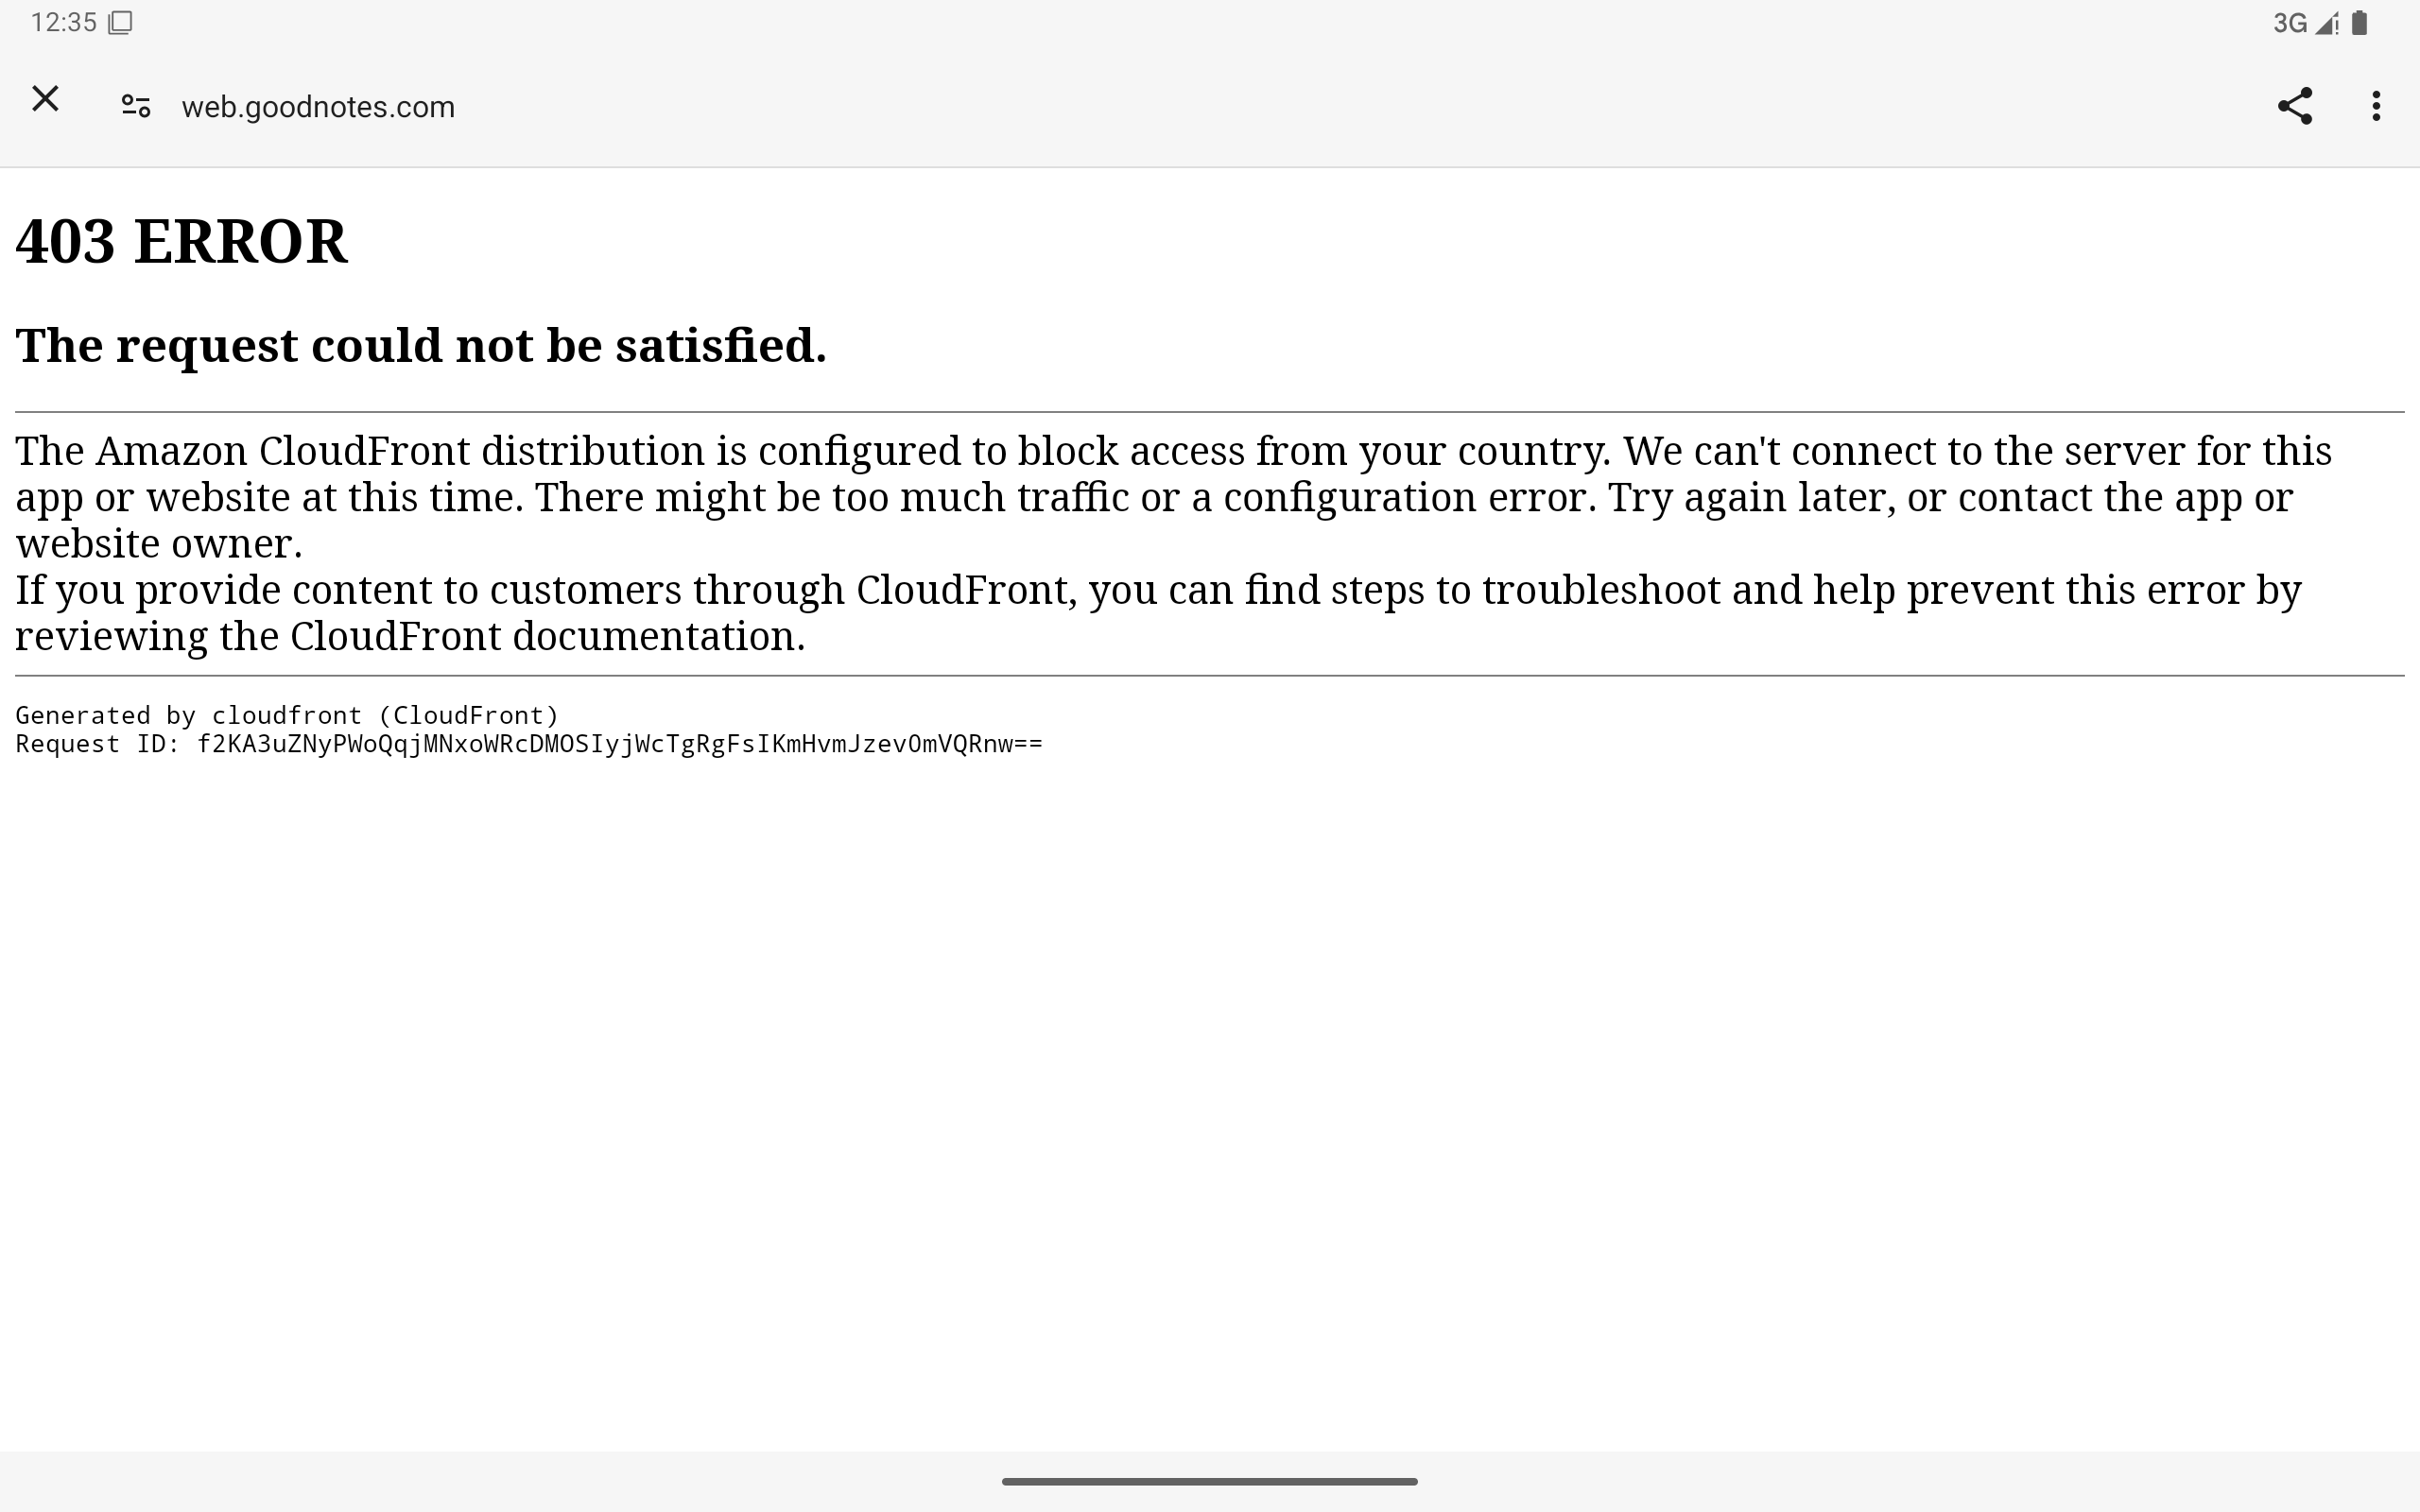 12:35
3G
web.goodnotes.com
403 ERROR
The request could not be satisfied.
The Amazon CloudFront distribution is configured to block access from your country. We can't connect to the server for this
app or website at this time. There might be too much traffic or a configuration error. Try again later, or contact the app or
website owner.
If you provide content to customers through CloudFront, you can find steps to troubleshoot and help prevent this error by
reviewing the CloudFront documentation.
Generated by cloudfront (CloudFront)
Request ID: f2KA3uZNyPWoQqjMNxoWRcDMOSIyjWcTgRgFsIKmHvmJzev0mVQRnw==